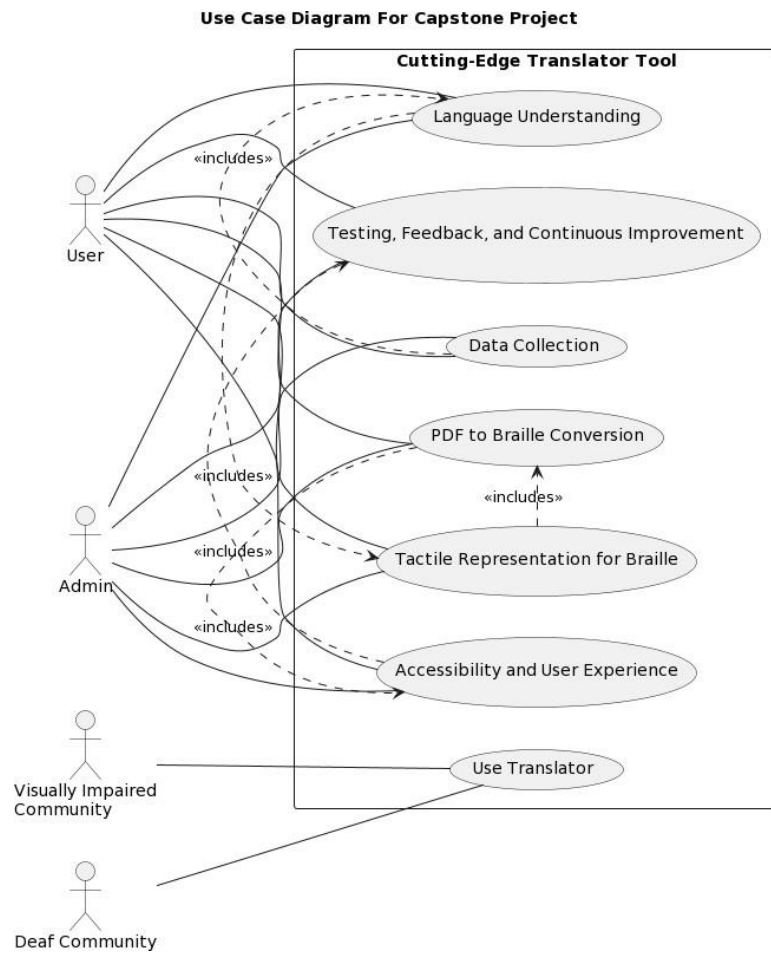 Use Case Diagram For Capstone Project
Cutting-Edge Translator Tool
Language Understanding
«includes»
Testing, Feedback, and Continuous Improvement
User
Data Collection
PDF to Braille Conversion
«includes»
«includes»
«includes»
Tactile Representation for Braille
Admin
«includes»
Accessibility and User Experience
Use Translator
Visually Impaired
Community
Deaf Community